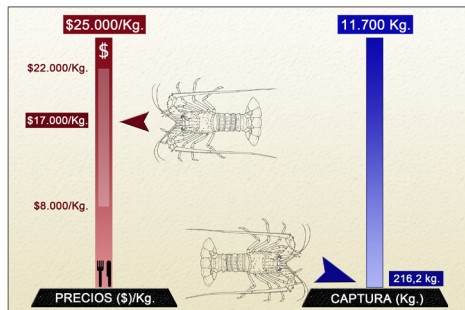 $25.000/Kg.
$
$22.000/Kg.
$17.000/Kg.
$8.000/Kg.
PRECIOS ($)/Kg.
11.700 Kg.
216,2 kg.
CAPTURA (Kg.)